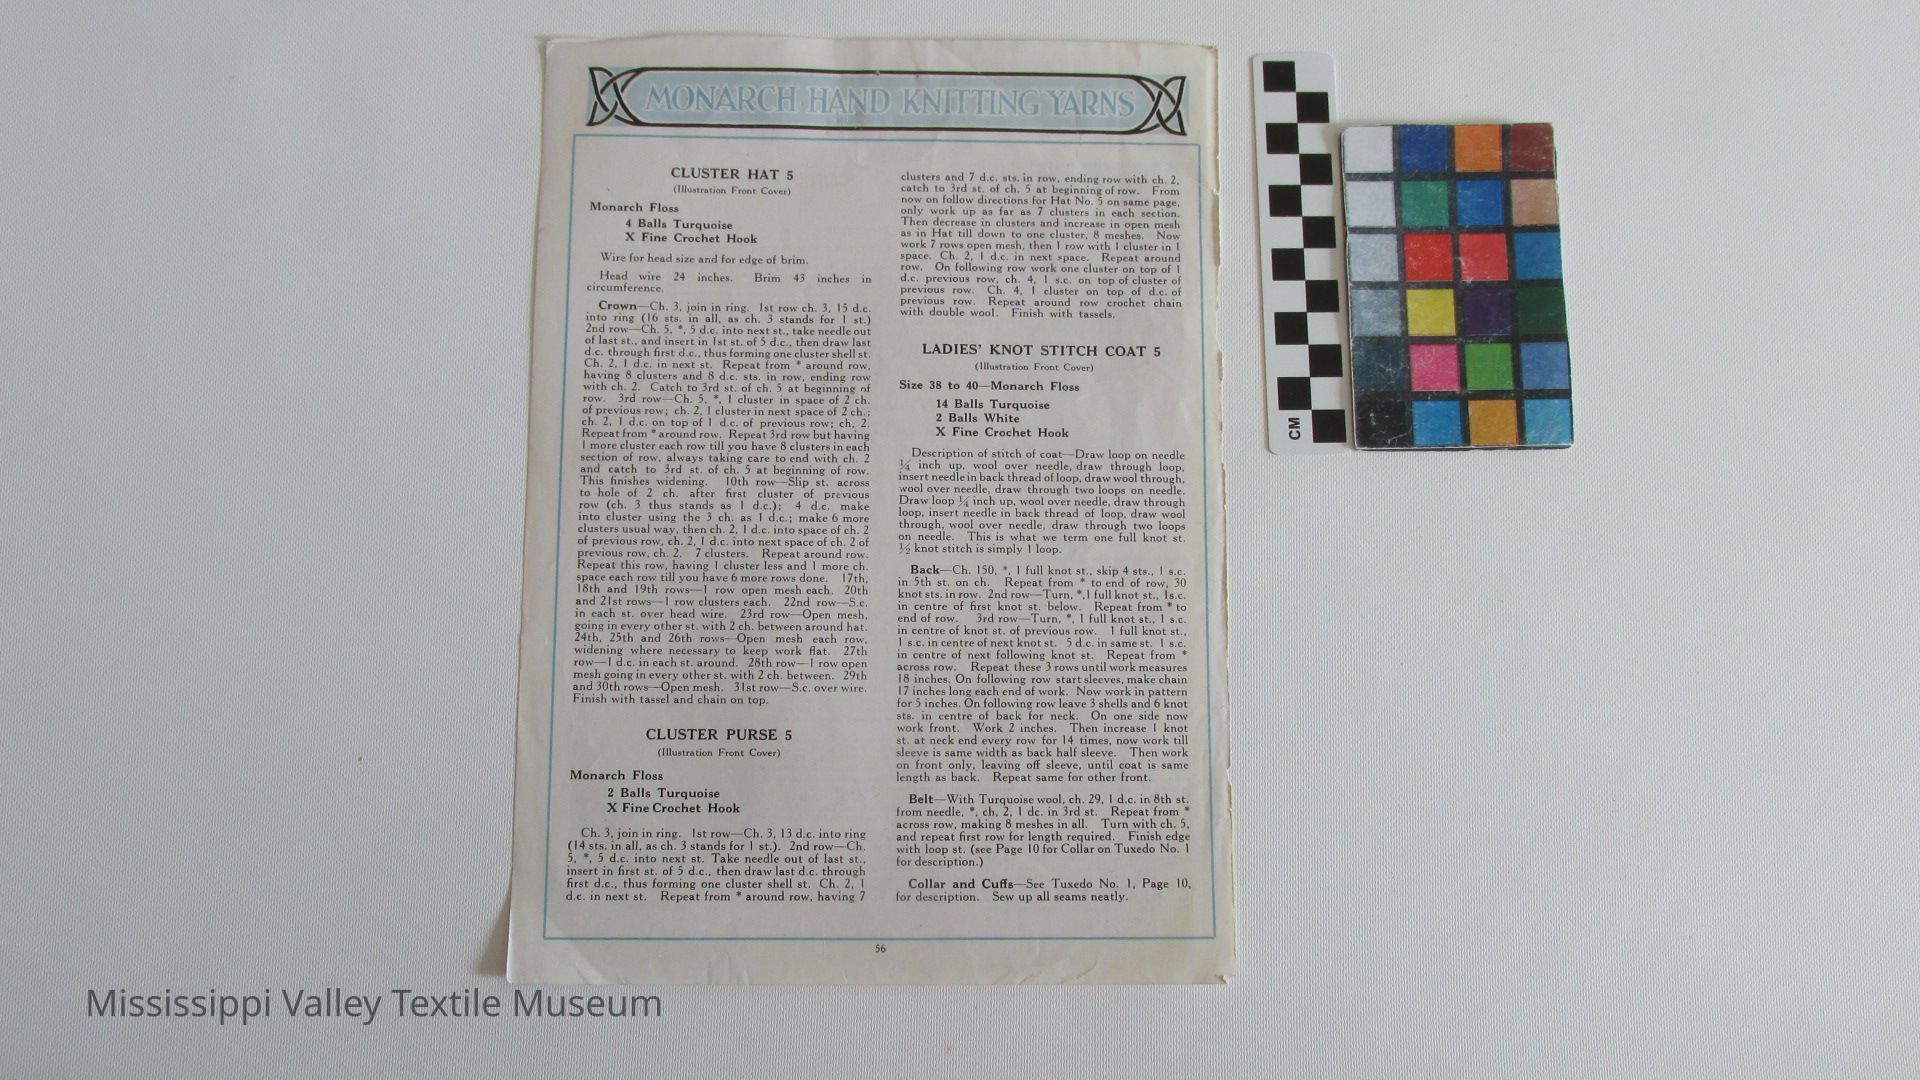 MONARCH HAND KNITTING YARNS
CLUSTER HAT 5
(Illustration Front Cover)
Monarch Floss
4 Balls Turquoise
X Fine Crochet Hook
Wire for head size and for edge of brim.
Head wire 24 inches. Brim 43 inches in
circumference.
Crown—Ch. 3, join in ring. 1st row ch. 3, 15 d.c.
into ring (16 sts. in all, as ch. 3 stands for 1 st.)
2nd row—Ch. 5, *, 5 d.c. into next st., take needle out
of last st., and insert in 1st st. of 5 d.c., then draw last
d.c. through first d.c., thus forming one cluster shell st.
Ch. 2, 1 d.c. in next st. Repeat from * around row,
having 8 clusters and 8 d.c. sts. in row, ending row
with ch. 2. Catch to 3rd st. of ch. 5 at beginning of
row. 3rd row—Ch. 5, *, 1 cluster in space of 2 ch.
of previous row; ch. 2, 1 cluster in next space of 2 ch.;
ch. 2, 1 d.c. on top of 1 d.c. of previous row; ch, 2.
Repeat from * around row. Repeat 3rd row but having
1 more cluster each row till you have 8 clusters in each
section of row, always taking care to end with ch. 2
and catch to 3rd st. of ch. 5 at beginning of row.
This finishes widening. 10th row—Slip st. across
to hole of 2 ch. after first cluster of previous
row (ch. 3 thus stands as 1 d.c.); 4 d.c. make
into cluster using the 3 ch. as 1 d.c.; make 6 more
clusters usual way, then ch. 2, 1 d.c. into space of ch. 2
of previous row, ch. 2, 1 d.c. into next space of ch. 2 of
previous row, ch. 2. 7 clusters. Repeat around row.
Repeat this row, having 1 cluster less and 1 more ch.
space each row till you have 6 more rows done. 17th,
18th and 19th rows—1 row open mesh each. 20th
and 21st rows—1 row clusters each. 22nd row—S.c.
in each st. over head wire. 23rd row—Open mesh,
going in every other st. with 2 ch. between around hat.
24th, 25th and 26th rows—Open mesh each row,
widening where necessary to keep work flat. 27th
row—1 d.c. in each st. around. 28th row—1 row open
mesh going in every other st. with 2 ch. between. 29th
and 30th rows—Open mesh. 31st row—S.c. over wire.
Finish with tassel and chain on top.
CLUSTER PURSE 5
(Illustration Front Cover)
Monarch Floss
2 Balls Turquoise
X Fine Crochet Hook
Ch. 3, join in ring. 1st row—Ch. 3, 13 d.c. into ring
(14 sts. in all, as ch. 3 stands for 1 st.). 2nd row—Ch.
5, *, 5 d.c. into next st. Take needle out of last st.,
insert in first st. of 5 d.c., then draw last d.c. through
first d.c., thus forming one cluster shell st. Ch. 2, 1
d.c. in next st. Repeat from * around row, having 7
clusters and 7 d.c. sts. in row, ending row with ch. 2,
catch to 3rd st. of ch. 5 at beginning of row. From
now on follow directions for Hat No. 5 on same page,
only work up as far as 7 clusters in each section.
Then decrease in clusters and increase in open mesh
as in Hat till down to one cluster, 8 meshes. Now
work 7 rows open mesh, then 1 row with 1 cluster in 1
space. Ch. 2, 1 d.c. in next space. Repeat around
row. On following row work one cluster on top of 1
d.c. previous row, ch. 4, 1 s.c. on top of cluster of
previous row. Ch. 4, 1 cluster on top of d.c. of
previous row. Repeat around row crochet chain
with double wool. Finish with tassels.
LADIES' KNOT STITCH COAT 5
(Illustration Front Cover)
Size 38 to 40—Monarch Floss
14 Balls Turquoise
2 Balls White
X Fine Crochet Hook
Description of stitch of coat—Draw loop on needle
¼ inch up, wool over needle, draw through loop,
insert needle in back thread of loop, draw wool through,
wool over needle, draw through two loops on needle.
Draw loop ¼ inch up, wool over needle, draw through
loop, insert needle in back thread of loop, draw wool
through, wool over needle, draw through two loops
on needle. This is what we term one full knot st.
½ knot stitch is simply 1 loop.
Back—Ch. 150, *, 1 full knot st., skip 4 sts., 1 s.c.
in 5th st. on ch. Repeat from * to end of row, 30
knot sts. in row. 2nd row—Turn, *,1 full knot st., 1s.c.
in centre of first knot st. below. Repeat from * to
end of row. 3rd row—Turn, *, 1 full knot st., 1 s.c.
in centre of knot st. of previous row. 1 full knot st.,
1 s.c. in centre of next knot st. 5 d.c. in same st. 1 s.c.
in centre of next following knot st. Repeat from *
across row. Repeat these 3 rows until work measures
18 inches. On following row start sleeves, make chain
17 inches long each end of work. Now work in pattern
for 5 inches. On following row leave 3 shells and 6 knot
sts. in centre of back for neck. On one side now
work front. Work 2 inches. Then increase 1 knot
st. at neck end every row for 14 times, now work till
sleeve is same width as back half sleeve. Then work
on front only, leaving off sleeve, until coat is same
length as back. Repeat same for other front.
Belt—With Turquoise wool, ch. 29, 1 d.c. in 8th st.
from needle, *, ch, 2, 1 dc. in 3rd st. Repeat from *
across row, making 8 meshes in all. Turn with ch. 5,
and repeat first row for length required. Finish edge
with loop st. (see Page 10 for Collar on Tuxedo No. 1
for description.)
Collar and Cuffs—See Tuxedo No. 1, Page 10,
for description. Sew up all seams neatly.
56
CM
Mississippi Valley Textile Museum